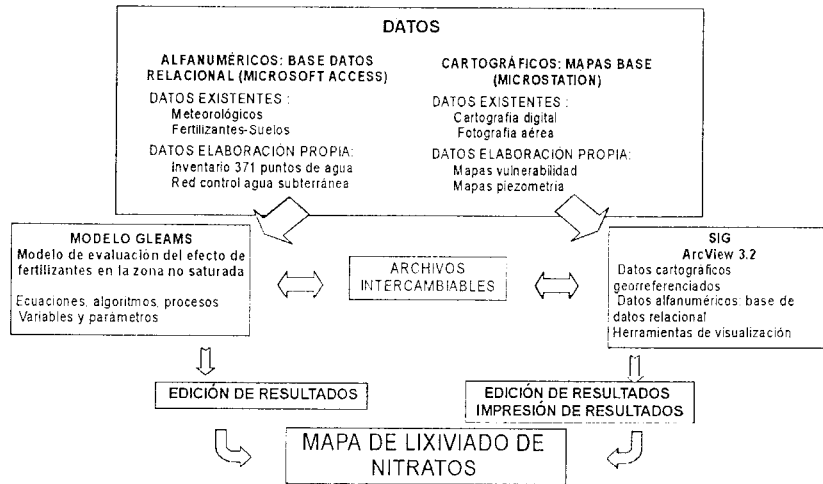 DATOS
ALFANUMÉRICOS: BASE DATOS
RELACIONAL (MICROSOFT ACCESS)
DATOS EXISTENTES :
Meteorológicos
Fertilizantes-Suelos
DATOS ELABORACIÓN PROPIA:
Inventario 371 puntos de agua
Red control agua subterránea
CARTOGRÁFICOS: MAPAS BASE
(MICROSTATION)
DATOS EXISTENTES :
Cartografia digital
Fotografia aérea
DATOS ELABORACIÓN PROPIA:
Mapas vulnerabilidad
Mapas piezometria
MODELO GLEAMS
Modelo de evaluación del efecto de
fertilizantes en la zona no saturada
Ecuaciones, algoritmos, procesos
Variables y parámetros
ARCHIVOS
INTERCAMBIABLES
SIG
ArcView 3.2
Datos cartográficos
georreferenciados
Datos alfanuméricos: base de
datos relacional
Herramientas de visualización
EDICIÓN DE RESULTADOS
EDICIÓN DE RESULTADOS
IMPRESIÓN DE RESULTADOS
MAPA DE LIXIVIADO DE
NITRATOS